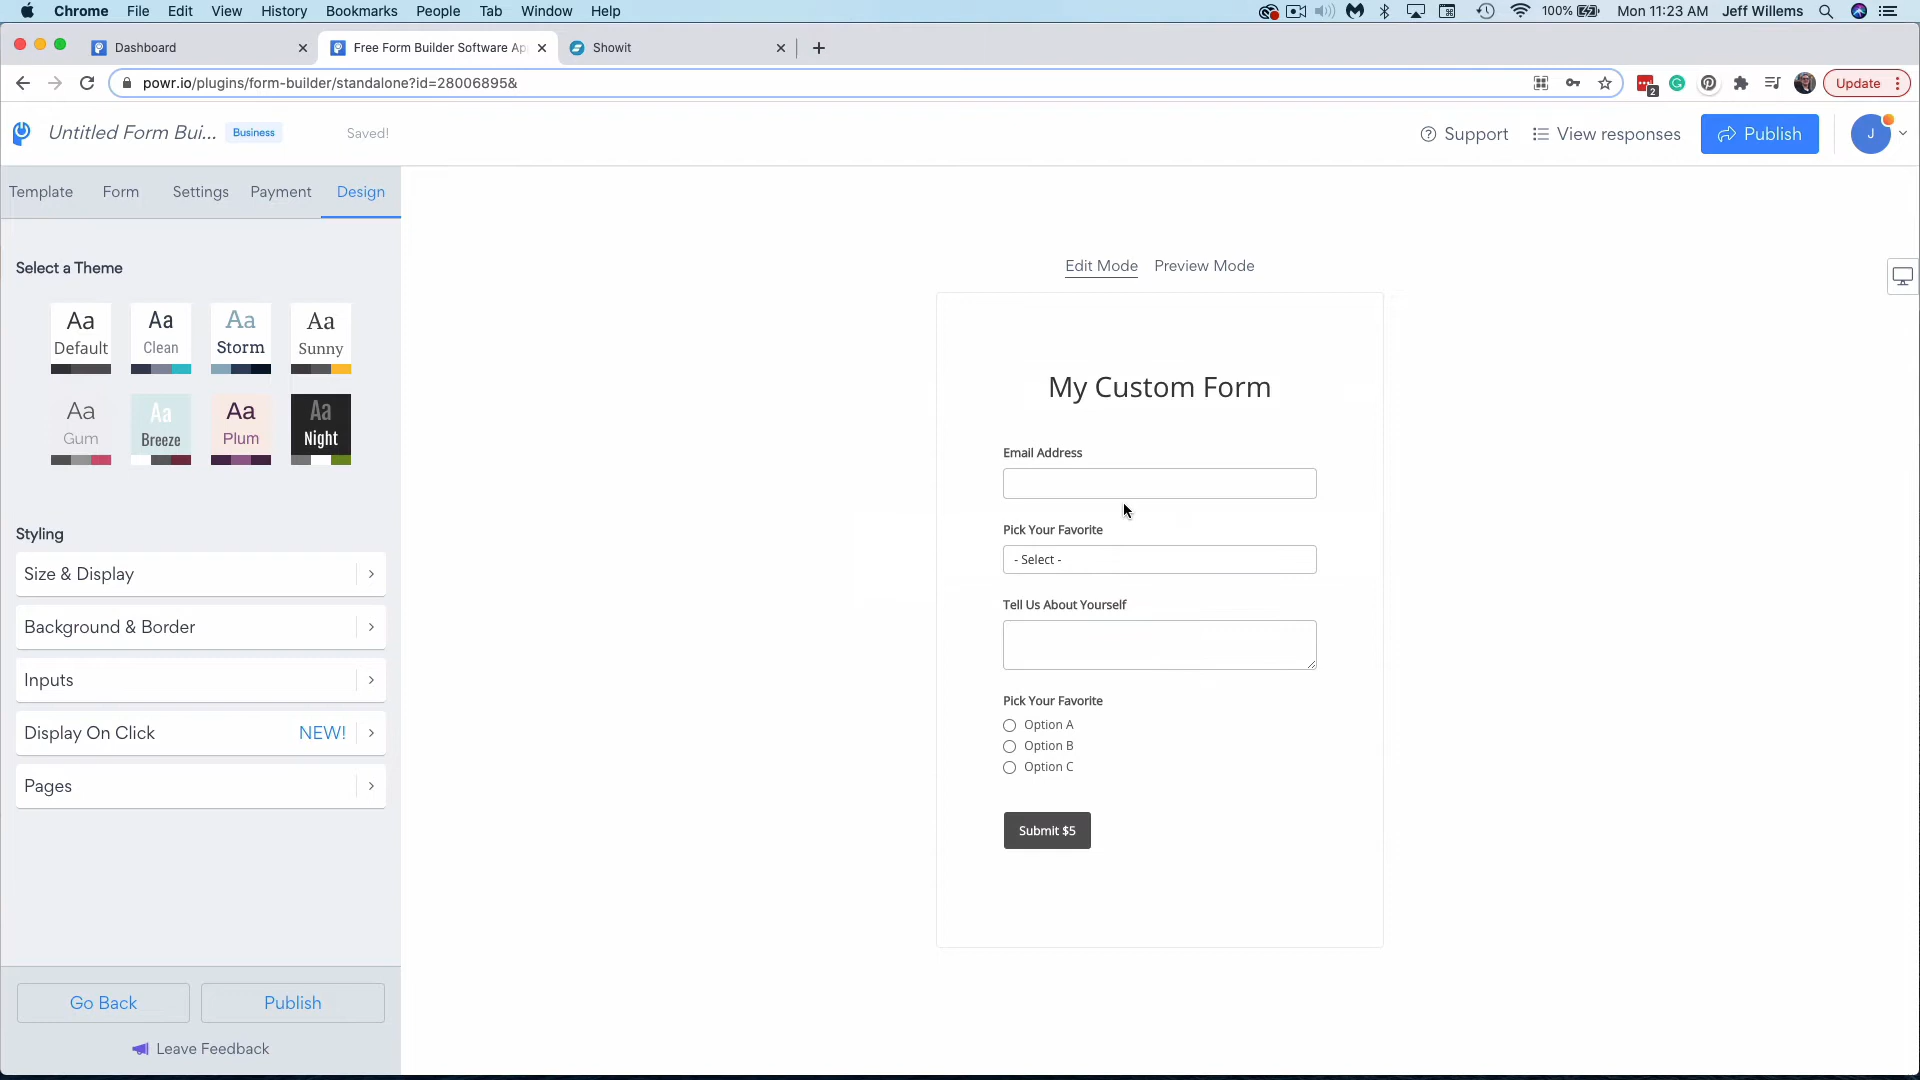 Chrome File Edit View History Bookmarks People Tab Window Help 100% Mon 11:23 AM Jeff Willems
Dashboard Free Form Builder Software Ap Showit
powr.io/plugins/form-builder/standalone?id=28006895& 2 Update
Untitled Form Bui... Business Saved! Support View responses Publish J
Template Form Settings Payment Design
Select a Theme
Aa Aa Aa Aa
Default Clean Storm Sunny
Aa Aa Aa Aa
Gum Breeze Plum Night
Styling
Size & Display
Background & Border
Inputs
Display On Click NEW!
Pages
Go Back Publish
Leave Feedback
Edit Mode Preview Mode
My Custom Form
Email Address
Pick Your Favorite
- Select -
Tell Us About Yourself
Pick Your Favorite
Option A
Option B
Option C
Submit $5